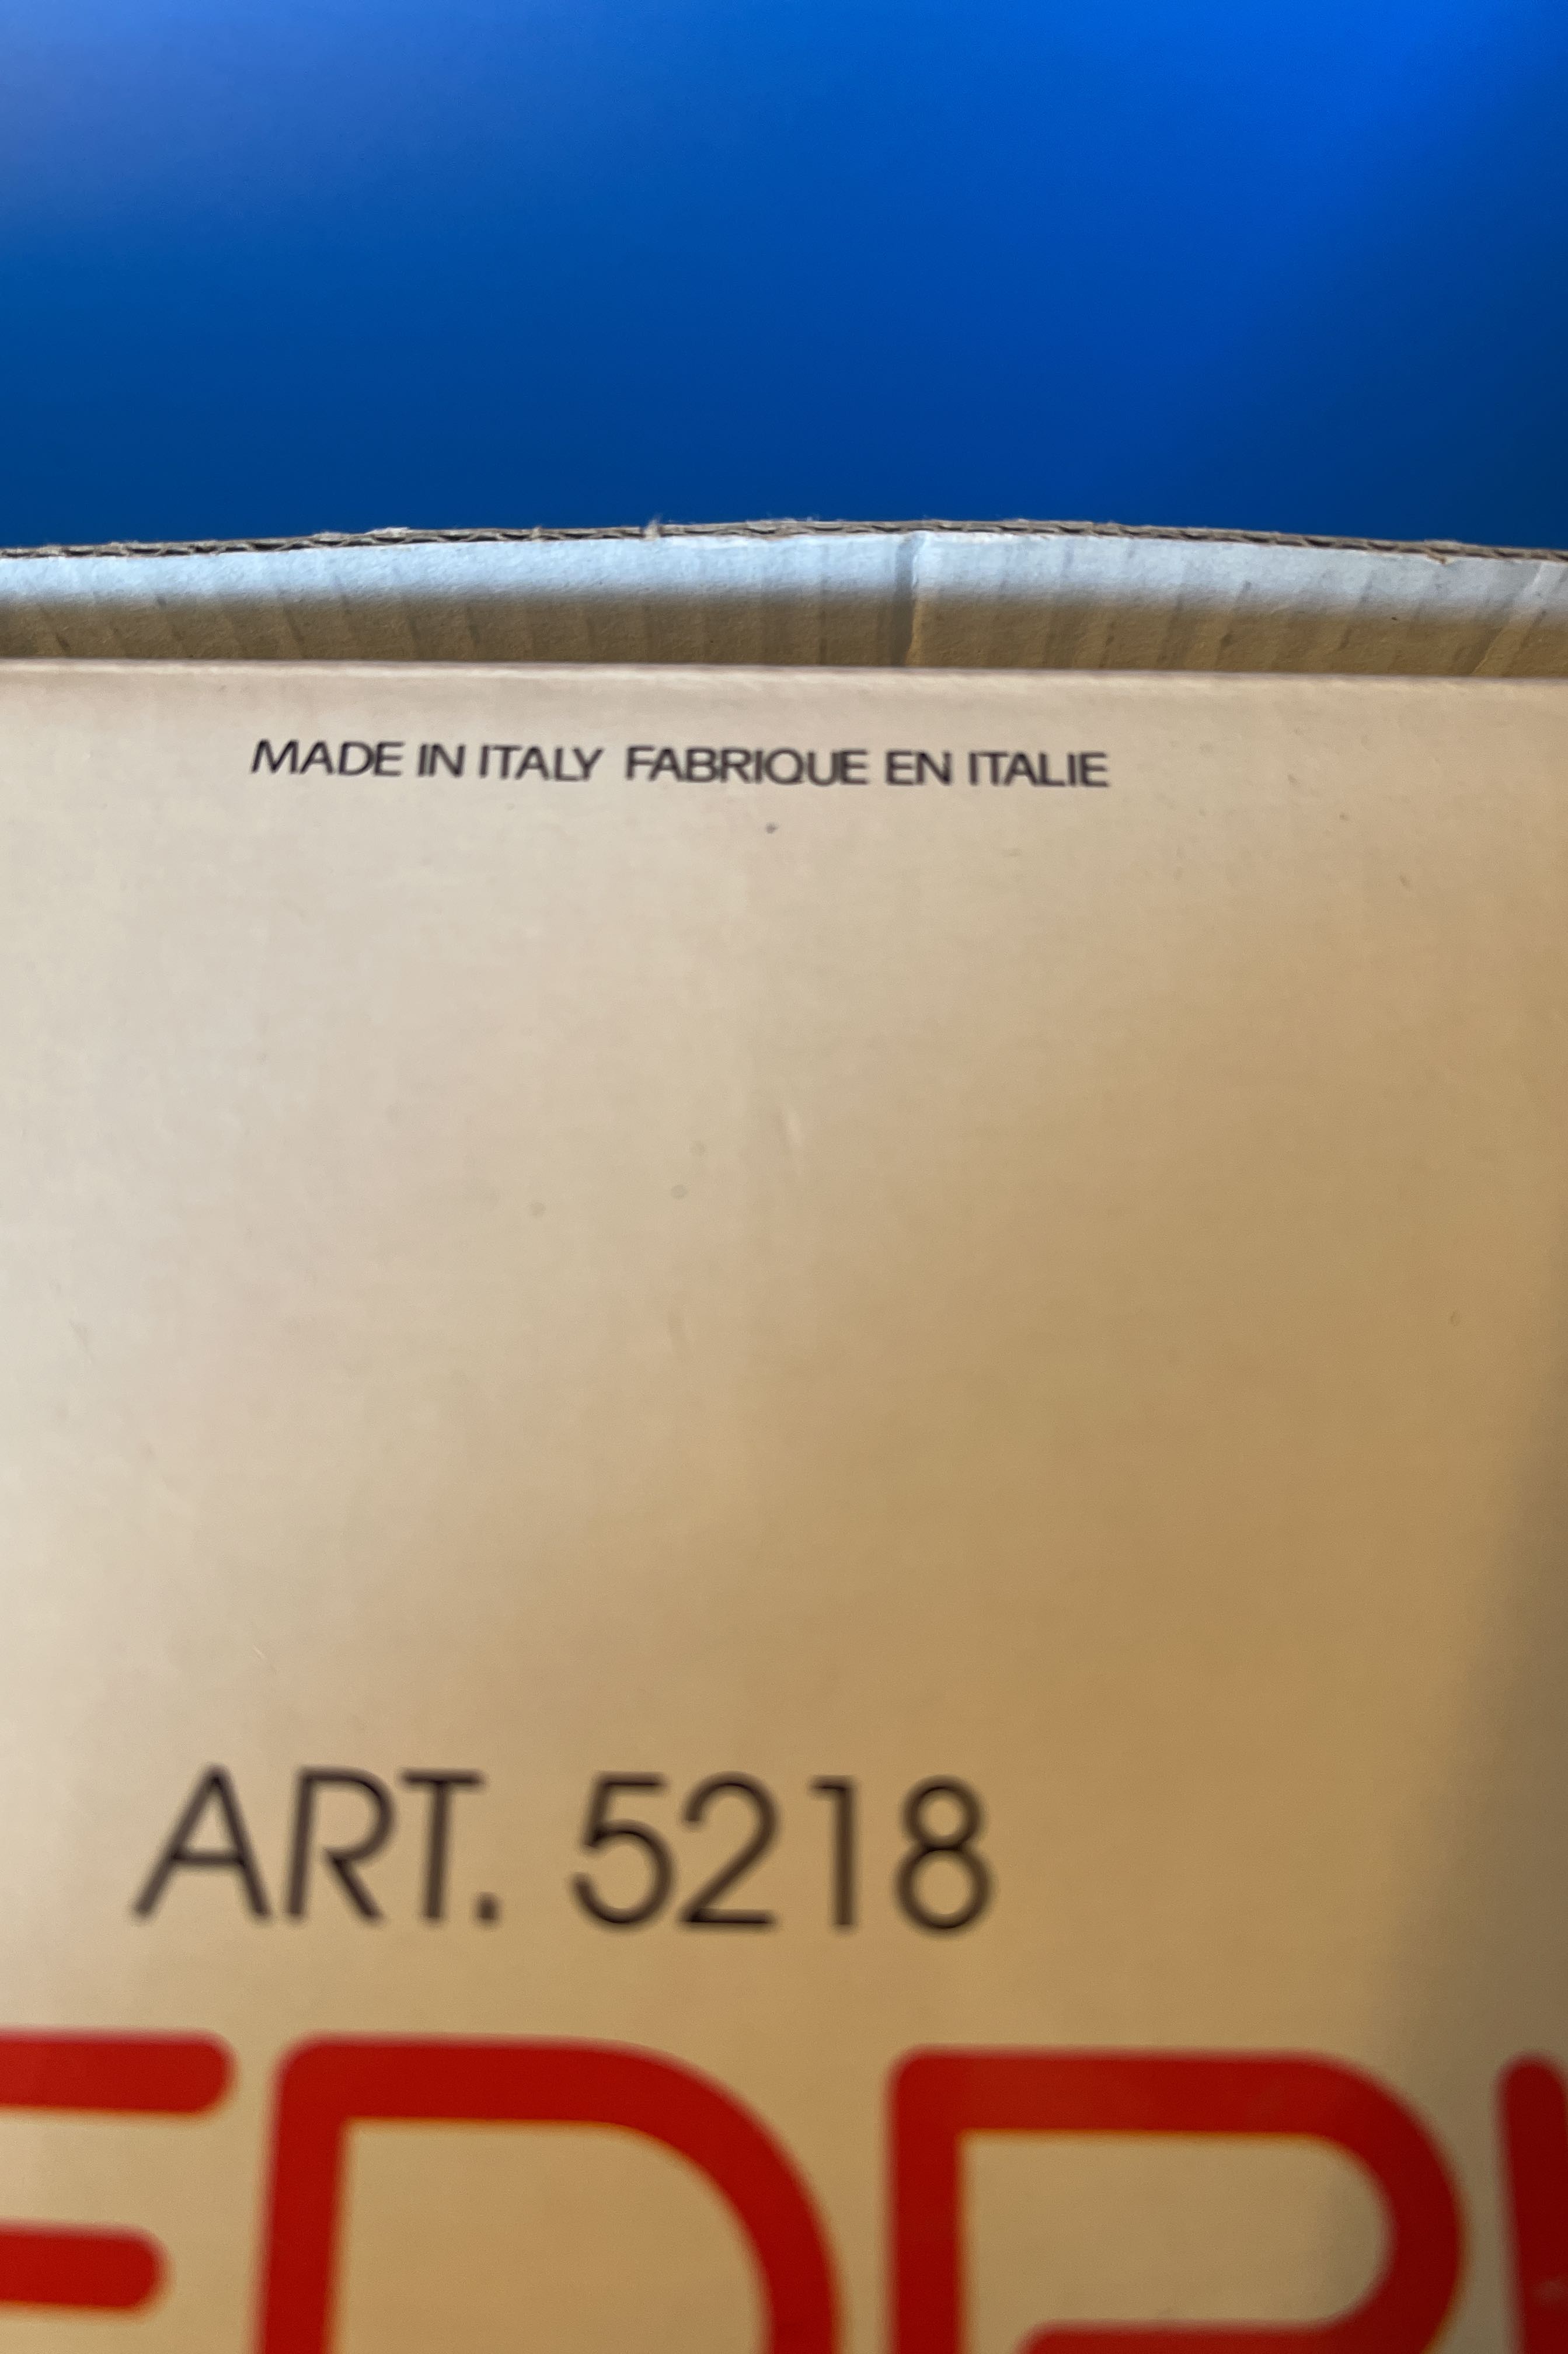 MADE IN ITALY FABRIQUE EN ITALIE
ART. 5218